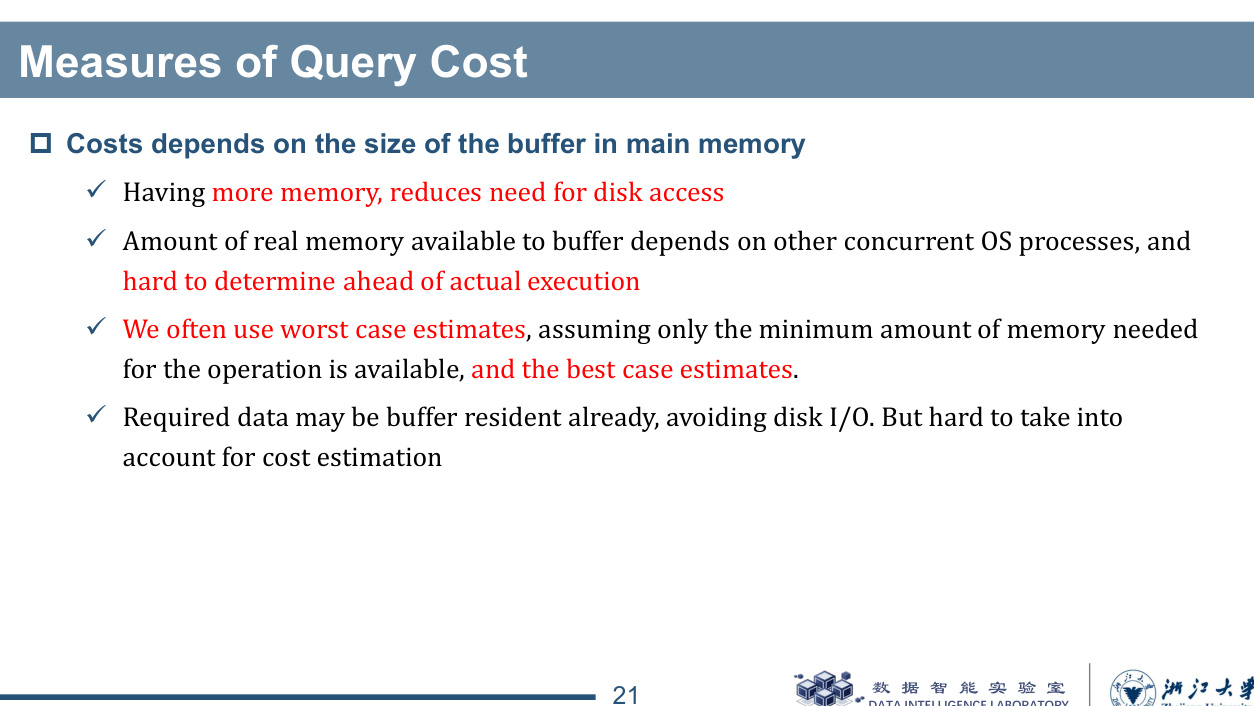 Measures of Query Cost
Costs depends on the size of the buffer in main memory
Having more memory, reduces need for disk access
Amount of real memory available to buffer depends on other concurrent OS processes, and
hard to determine ahead of actual execution
We often use worst case estimates, assuming only the minimum amount of memory needed
for the operation is available, and the best case estimates.
Required data may be buffer resident already, avoiding disk I/O. But hard to take into
account for cost estimation
21
数据智能实验室
DATA INTELLIGENCE LABORATORY
浙江大学